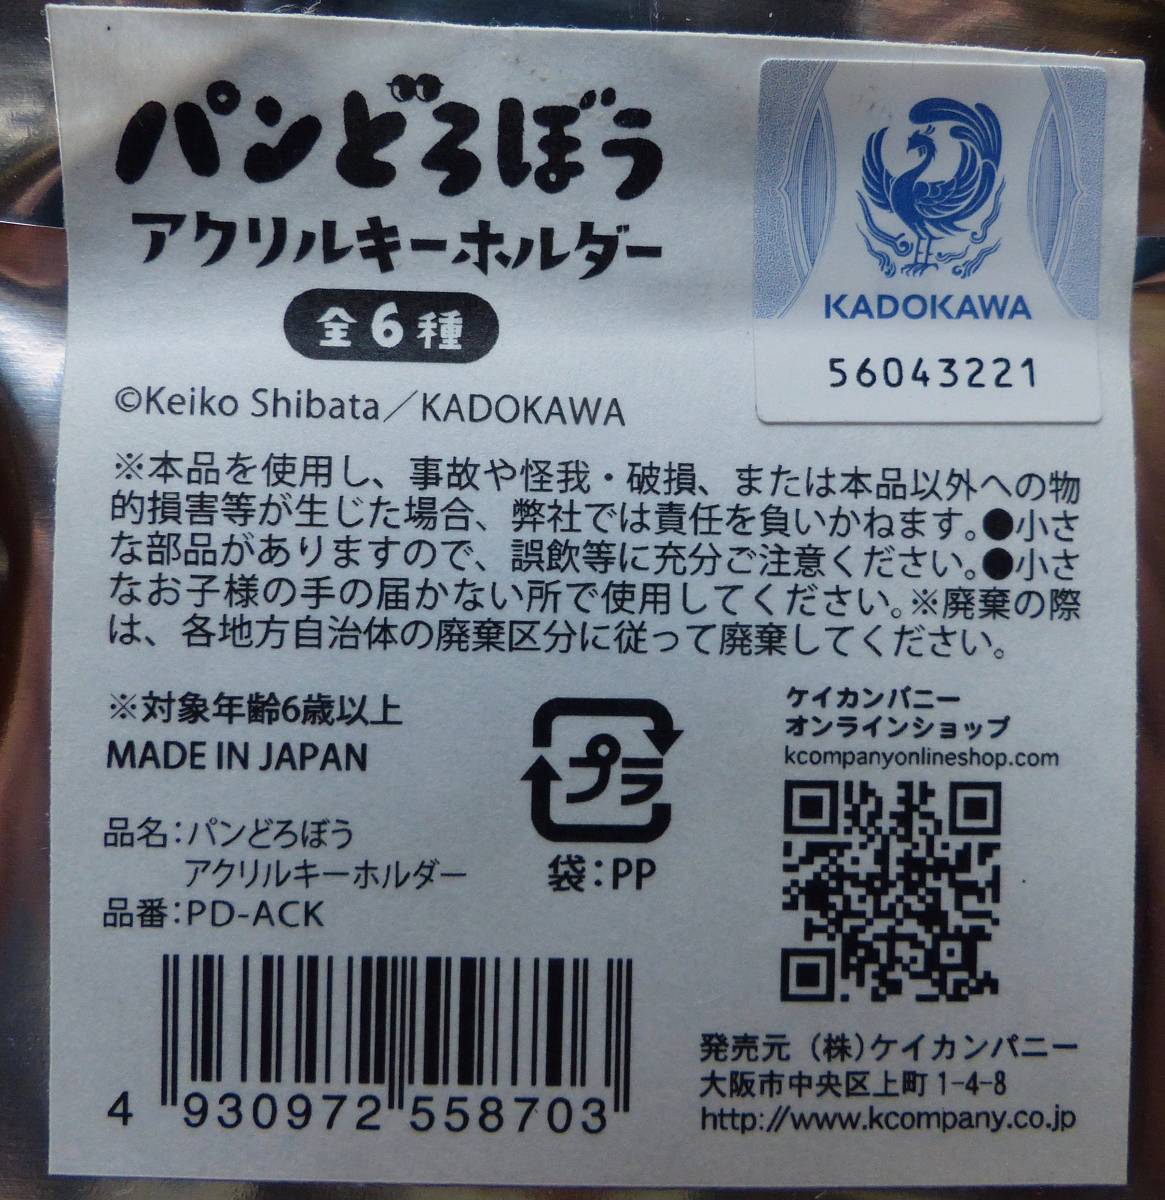 パンどろぼう
アクリルキーホルダー
全6種
©Keiko Shibata／KADOKAWA
KADOKAWA
56043221
※本品を使用し、事故や怪我・破損、または本品以外への物
的損害等が生じた場合、弊社では責任を負いかねます。●小さ
な部品がありますので、誤飲等に充分ご注意ください。●小さ
なお子様の手の届かない所で使用してください。※廃棄の際
は、各地方自治体の廃棄区分に従って廃棄してください。
※対象年齢6歳以上
MADE IN JAPAN
品名：パンどろぼう
アクリルキーホルダー
品番：PD-ACK
プラ
袋：PP
ケイカンパニー
オンラインショップ
kcompanyonlineshop.com
4 930972 558703
発売元（株）ケイカンパニー
大阪市中央区上町1-4-8
http://www.kcompany.co.jp